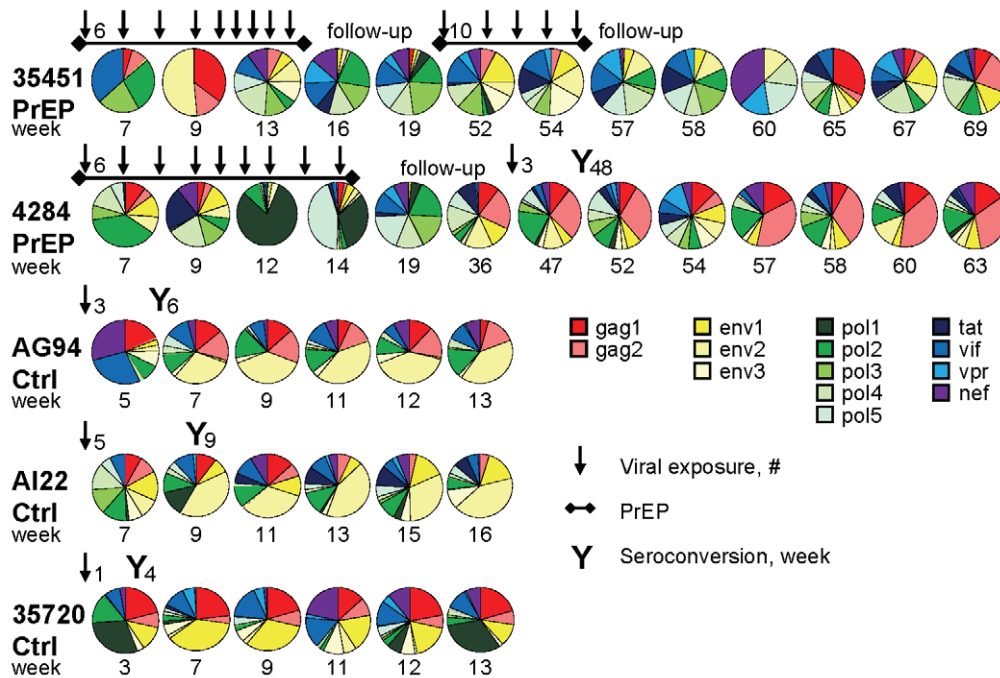 6 follow-up 10 follow-up
35451
PrEP
week 7 9 13 16 19 52 54 57 58 60 65 67 69
6 follow-up 3 Y48
4284
PrEP
week 7 9 12 14 19 36 47 52 54 57 58 60 63
3 Y6
AG94
Ctrl
week 5 7 9 11 12 13
gag1 env1 pol1 tat
gag2 env2 pol2 vif
env3 pol3 vpr
pol4 nef
pol5
5 Y9
AI22
Ctrl
week 7 9 11 13 15 16
Viral exposure, #
PrEP
Y Seroconversion, week
1 Y4
35720
Ctrl
week 3 7 9 11 12 13